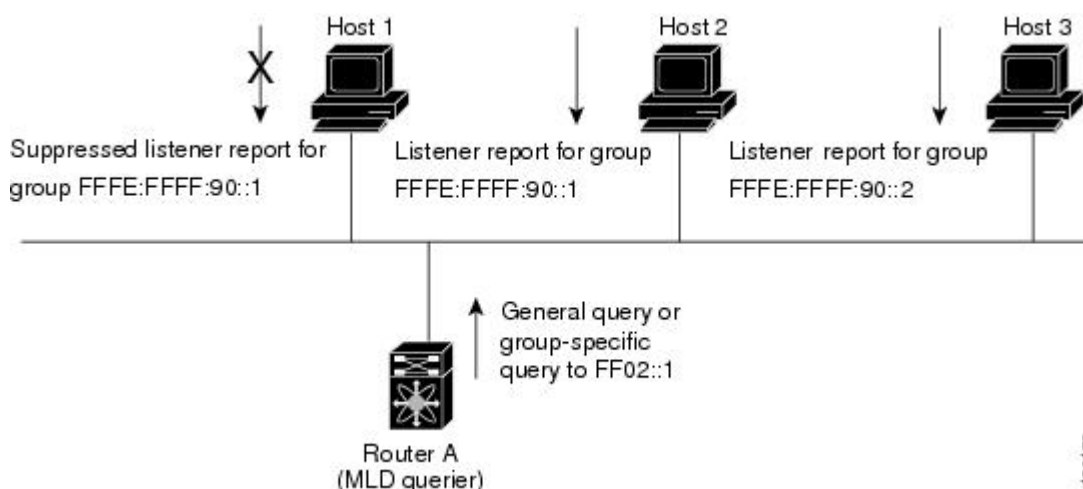 Host 1
Host 2
Host 3
X
Suppressed listener report for
group FFFE:FFFF:90::1
Listener report for group
FFFE:FFFF:90::1
Listener report for group
FFFE:FFFF:90::2
General query or
group-specific
query to FF02::1
Router A
(MLD querier)